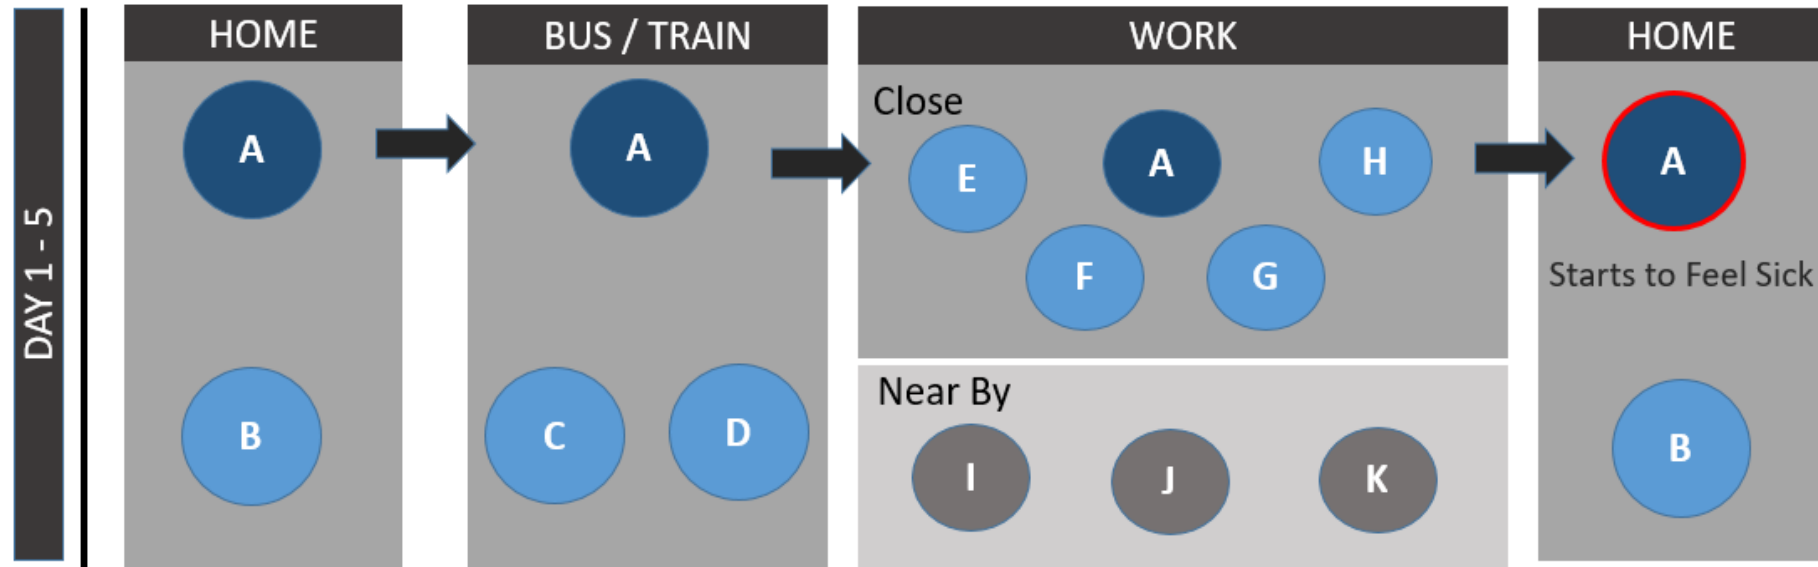 DAY 1 - 5
HOME
A
B
BUS / TRAIN
A
C D
WORK
Close
E A H
F G
Near By
I J K
HOME
A
Starts to Feel Sick
B